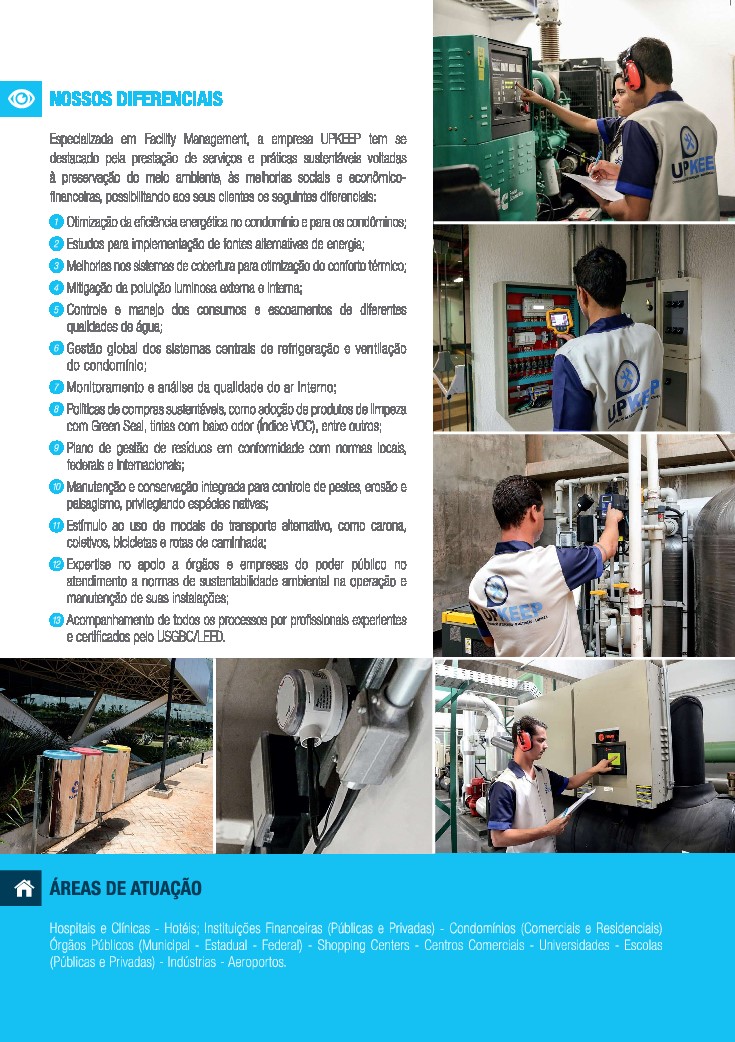 NOSSOS DIFERENCIAIS
Especializada em Facility Management, a empresa UPKEEP tem se
destacado pela prestação de serviços e práticas sustentáveis voltadas
à preservação do meio ambiente, às melhorias sociais e econômico-
financeiras, possibilitando aos seus clientes os seguintes diferenciais:
1 Otimização da eficiência energética no condomínio e para os condôminos;
2 Estudos para implementação de fontes alternativas de energia;
3 Melhorias nos sistemas de cobertura para otimização do conforto térmico;
4 Mitigação da poluição luminosa externa e interna;
5 Controle e manejo dos consumos e escoamentos de diferentes
qualidades de água;
6 Gestão global dos sistemas centrais de refrigeração e ventilação
do condomínio;
7 Monitoramento e análise da qualidade do ar interno;
8 Políticas de compras sustentáveis, como adoção de produtos de limpeza
com Green Seal, tintas com baixo odor (Índice VOC), entre outros;
9 Plano de gestão de resíduos em conformidade com normas locais,
federais e internacionais;
10 Manutenção e conservação integrada para controle de pestes, erosão e
paisagismo, privilegiando espécies nativas;
11 Estímulo ao uso de modais de transporte alternativo, como carona,
coletivos, bicicletas e rotas de caminhada;
12 Expertise no apoio a órgãos e empresas do poder público no
atendimento a normas de sustentabilidade ambiental na operação e
manutenção de suas instalações;
13 Acompanhamento de todos os processos por profissionais experientes
e certificados pelo USGBC/LEED.
UPKEE
UPKEEP
UPKEEP
ÁREAS DE ATUAÇÃO
Hospitais e Clínicas - Hotéis; Instituições Financeiras (Públicas e Privadas) - Condomínios (Comerciais e Residenciais)
Órgãos Públicos (Municipal - Estadual - Federal) - Shopping Centers - Centros Comerciais - Universidades - Escolas
(Públicas e Privadas) - Indústrias - Aeroportos.